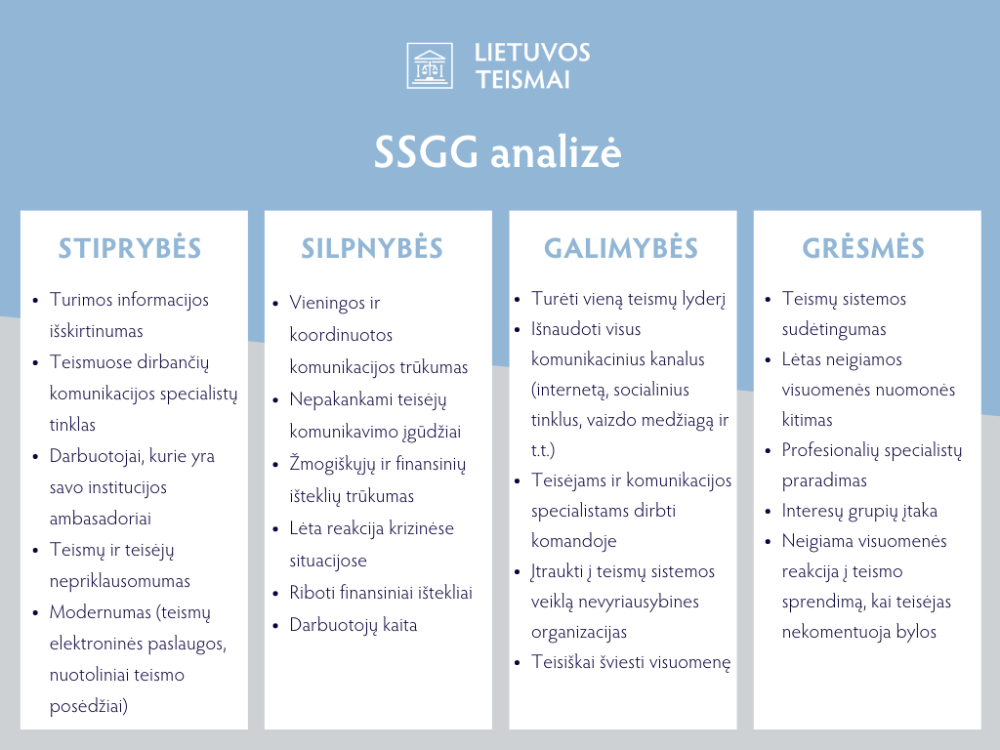 LIETUVOS
TEISMAI
SSGG analizė
STIPRYBĖS
• Turimos informacijos
išskirtinumas
• Teismuose dirbančių
komunikacijos specialistų
tinklas
• Darbuotojai, kurie yra
savo institucijos
ambasadoriai
• Teismų ir teisėjų
nepriklausomumas
• Modernumas (teismų
elektroninės paslaugos,
nuotoliniai teismo
posėdžiai)
SILPNYBĖS
• Vieningos ir
koordinuotos
komunikacijos trūkumas
• Nepakankami teisėjų
komunikavimo įgūdžiai
• Žmogiškųjų ir finansinių
išteklių trūkumas
• Lėta reakcija krizinėse
situacijose
• Riboti finansiniai ištekliai
• Darbuotojų kaita
GALIMYBĖS
• Turėti vieną teismų lyderį
• Išnaudoti visus
komunikacinius kanalus
(internetą, socialinius
tinklus, vaizdo medžiagą ir
t.t.)
• Teisėjams ir komunikacijos
specialistams dirbti
komandoje
• Įtraukti į teismų sistemos
veiklą nevyriausybines
organizacijas
• Teisiškai šviesti visuomenę
GRĖSMĖS
• Teismų sistemos
sudėtingumas
• Lėtas neigiamos
visuomenės nuomonės
kitimas
• Profesionalių specialistų
praradimas
• Interesų grupių įtaka
• Neigiama visuomenės
reakcija į teismo
sprendimą, kai teisėjas
nekomentuoja bylos